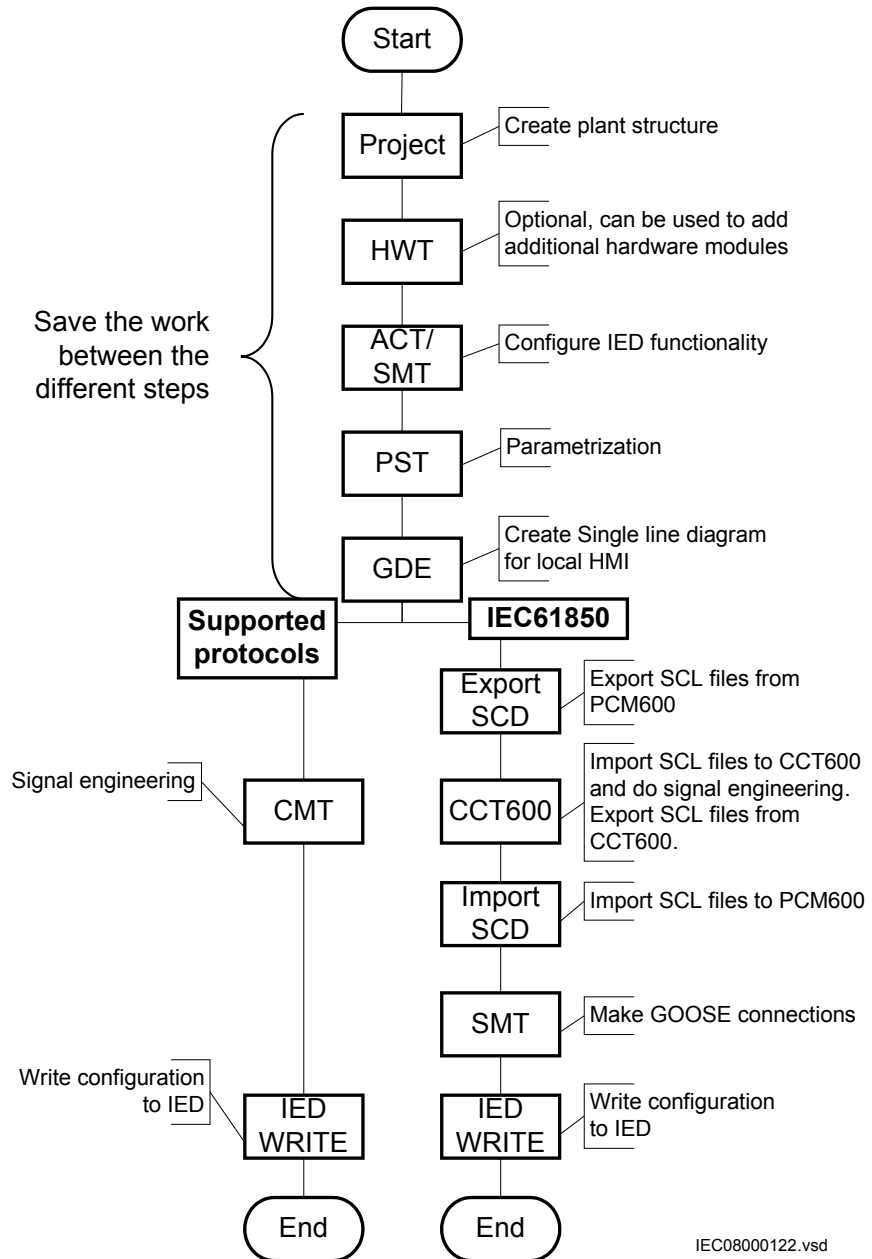 Start
Project
Create plant structure
HWT
Optional, can be used to add
additional hardware modules
Save the work
between the
different steps
ACT/
SMT
Configure IED functionality
PST
Parametrization
GDE
Create Single line diagram
for local HMI
Supported
protocols
IEC61850
Export
SCD
Export SCL files from
PCM600
Signal engineering
CMT
CCT600
Import SCL files to CCT600
and do signal engineering.
Export SCL files from
CCT600.
Import
SCD
Import SCL files to PCM600
SMT
Make GOOSE connections
Write configuration
to IED
IED
WRITE
IED
WRITE
Write configuration
to IED
End
End
IEC08000122.vsd